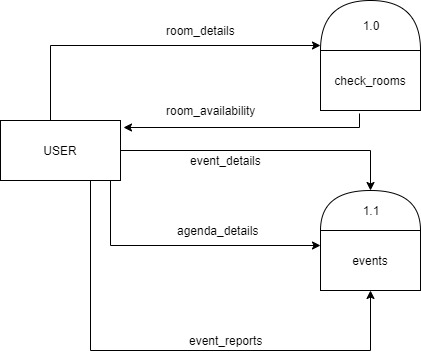 room_details
1.0
check_rooms
room_availability
USER
event_details
1.1
agenda_details
events
event_reports